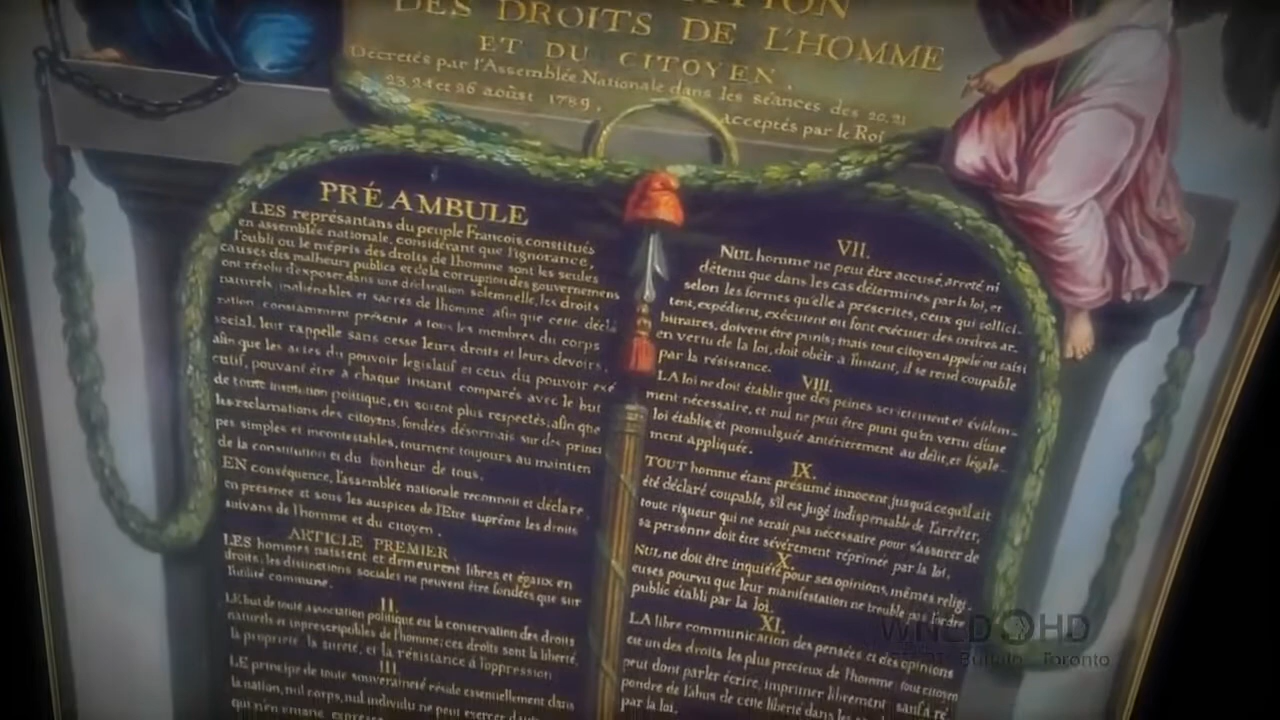 DES DROITS DE L'HOMME
ET DU CITOYEN,
Décretés par l'Assemblée Nationale dans les séances des 20, 21
23, 24 et 26 août 1789,
acceptés par le Roi
PRÉAMBULE
LES représantans du peuple François, constitués
en assemblée nationale, considérant que l'ignorance,
l'oubli ou le mépris des droits de l'homme sont les seules
causes des malheurs publics et de la corruption des gouvernemens
ont résolu d'exposer dans une déclaration solemnelle, les droits
naturels, inaliénables et sacrés de l'homme afin que cette décla
ration, constamment présente à tous les membres du corps
social, leur rappelle sans cesse leurs droits et leurs devoirs,
afin que les actes du pouvoir législatif et ceux du pouvoir exé
cutif, pouvant être à chaque instant comparés avec le but
de toute institution politique, en soient plus respectés; afin que
les reclamations des citoyens, fondées désormais sur des princi
pes simples et incontestables, tournent toujours au maintien
de la constitution et du bonheur de tous.
EN conséquence, l'assemblée nationale reconnoit et déclare,
en presence et sous les auspices de l'Etre suprême les droits
suivans de l'homme et du citoyen.
ARTICLE PREMIER
LES hommes naissent et demeurent libres et égaux en
droits, les distinctions sociales ne peuvent être fondées que sur
l'utilité commune.
II.
LE but de toute association politique est la conservation des droits
naturels et inprescriptibles de l'homme; ces droits sont la liberté,
la propriété, la sureté, et la résistance à l'oppression
III.
LE principe de toute souveraineté réside essentiellement dans
la nation, nul corps, nul individu ne peut exercer d'autorité
qui n'en emane expressement
VII.
NUL homme ne peut être accusé, arreté ni
détenu que dans les cas déterminés par la loi, et
selon les formes qu'elle à prescrites, ceux qui sollici-
tent, expédient, exécutent ou font exécuter des ordres ar-
bitraires, doivent être punis; mais tout citoyen appelé ou saisi
en vertu de la loi, doit obéir à l'instant, il se rend coupable
par la résistance.
VIII.
LA loi ne doit établir que des peines strictement et évidem-
ment nécessaire, et nul ne peut être puni qu'en vertu d'une
loi établie et promulguée antérierement au délit, et légale-
ment appliquée.
IX.
TOUT homme étant présumé innocent jusqu'à cequ'il ait
été déclaré coupable, s'il est jugé indispensable de l'arrêter,
toute rigueur qui ne serait pas nécessaire pour s'assurer de
sa personne doit être sévérement réprimée par la loi.
X.
NUL ne doit être inquiété pour ses opinions, mêmes religi-
euses pourvu que leur manifestation ne trouble pas l'ordre
public établi par la loi.
XI.
LA libre communication des pensées et des opinions
est un des droits les plus precieux de l'homme: tout citoyen
peut dont parler écrire, imprimer librement sauf à ré
pondre de l'abus de cette liberté dans les
par la loi.
WNED HD
Buffalo Toronto